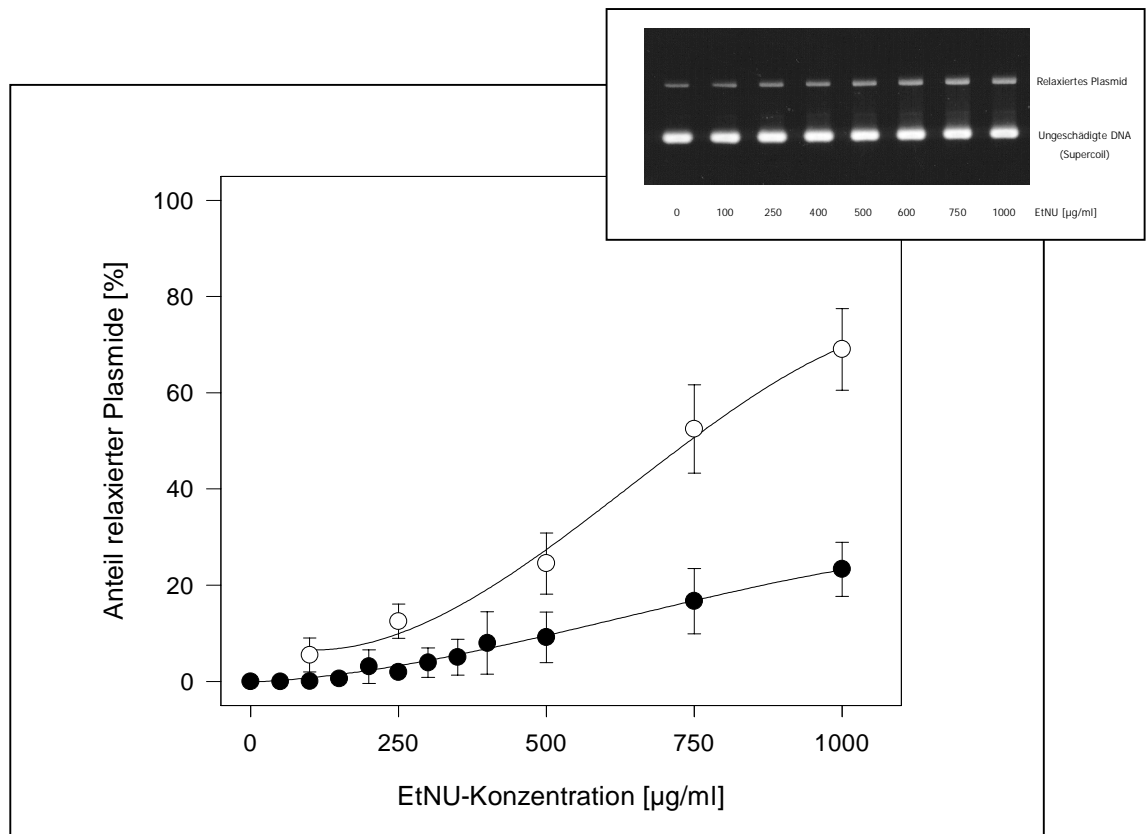 Relaxiertes Plasmid
Ungeschädigte DNA
(Supercoil)
0 100 250 400 500 600 750 1000 EtNU [µg/ml]
Anteil relaxierter Plasmide [%]
100
80
60
40
20
0
0 250 500 750 1000
EtNU-Konzentration [µg/ml]